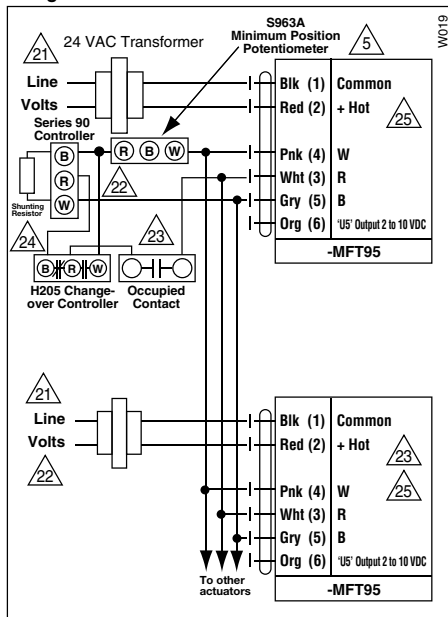 W019
S963A
Minimum Position
Potentiometer
21
24 VAC Transformer
5
Line
Volts
Blk (1) Common
Red (2) + Hot
25
Series 90
Controller
B
R
W
R B W
Shunting
Resistor
22
Pnk (4) W
Wht (3) R
Gry (5) B
Org (6) 'U5' Output 2 to 10 VDC
-MFT95
24
23
B R W
H205 Change-
over Controller
Occupied
Contact
21
Line
Volts
22
Blk (1) Common
Red (2) + Hot
23
25
Pnk (4) W
Wht (3) R
Gry (5) B
Org (6) 'U5' Output 2 to 10 VDC
-MFT95
To other
actuators